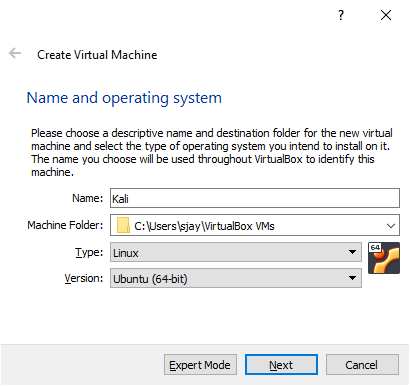 ?
Create Virtual Machine
Name and operating system
Please choose a descriptive name and destination folder for the new virtual
machine and select the type of operating system you intend to install on it.
The name you choose will be used throughout VirtualBox to identify this
machine.
Name: Kali
Machine Folder: C:\Users\sjay\VirtualBox VMs
Type: Linux
64
Version: Ubuntu (64-bit)
Expert Mode Next Cancel